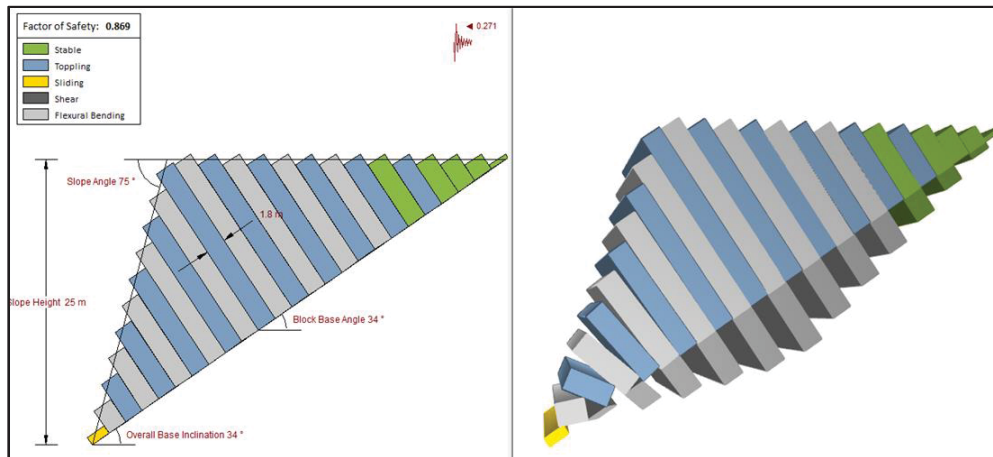 Factor of Safety: 0.869
Stable
Toppling
Sliding
Shear
Flexural Bending
◄ 0.271
Slope Angle 75 °
1.8 m
Slope Height 25 m
Block Base Angle 34 °
Overall Base Inclination 34 °